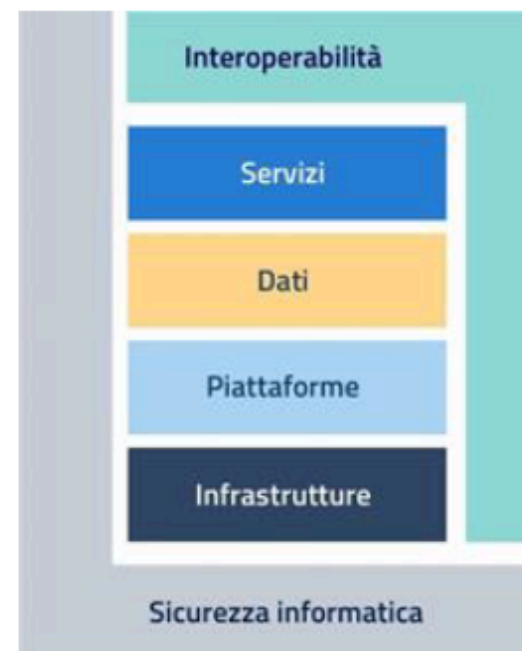 Interoperabilità
Servizi
Dati
Piattaforme
Infrastrutture
Sicurezza informatica